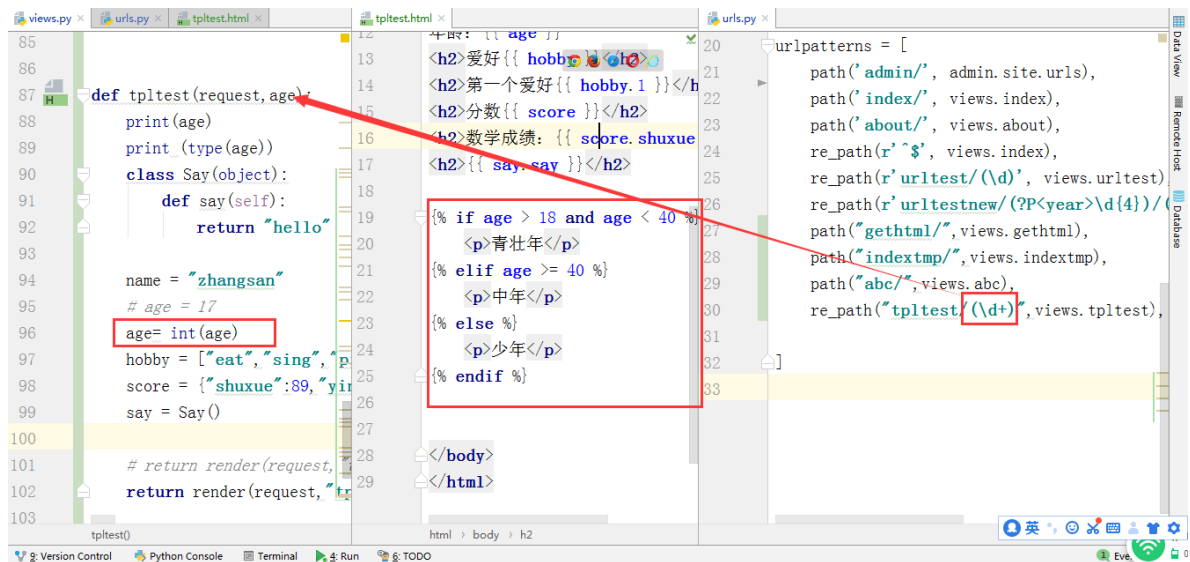 views.py urls.py tpltest.html
85
86
87 def tpltest(request,age):
88 print(age)
89 print (type(age))
90 class Say(object):
91 def say(self):
92 return "hello"
93
94 name = "zhangsan"
95 # age = 17
96 age= int(age)
97 hobby = ["eat","sing","p
98 score = {"shuxue":89,"yin
99 say = Say()
100
101 # return render(request,
102 return render(request,"tp
103
tpltest()
tpltest.html
12 年龄: {{ age }}
13 <h2>爱好{{ hobby }}</h2>
14 <h2>第一个爱好{{ hobby.1 }}</h
15 <h2>分数{{ score }}</h2>
16 <h2>数学成绩: {{ score.shuxue
17 <h2>{{ say.say }}</h2>
18
19 {% if age > 18 and age < 40 %}
20 <p>青壮年</p>
21 {% elif age >= 40 %}
22 <p>中年</p>
23 {% else %}
24 <p>少年</p>
25 {% endif %}
26
27
28 </body>
29 </html>
html › body › h2
urls.py
20 urlpatterns = [
21 path('admin/', admin.site.urls),
22 path('index/', views.index),
23 path('about/', views.about),
24 re_path(r'^$', views.index),
25 re_path(r'urltest/(\d)', views.urltest),
26 re_path(r'urltestnew/(?P<year>\d{4})/(
27 path("gethtml/",views.gethtml),
28 path("indextmp/",views.indextmp),
29 path("abc/",views.abc),
30 re_path("tpltest/(\d+)",views.tpltest),
31
32 ]
33
Data View
Remote Host
Database
英
9: Version Control Python Console Terminal 4: Run 6: TODO
1 Eve